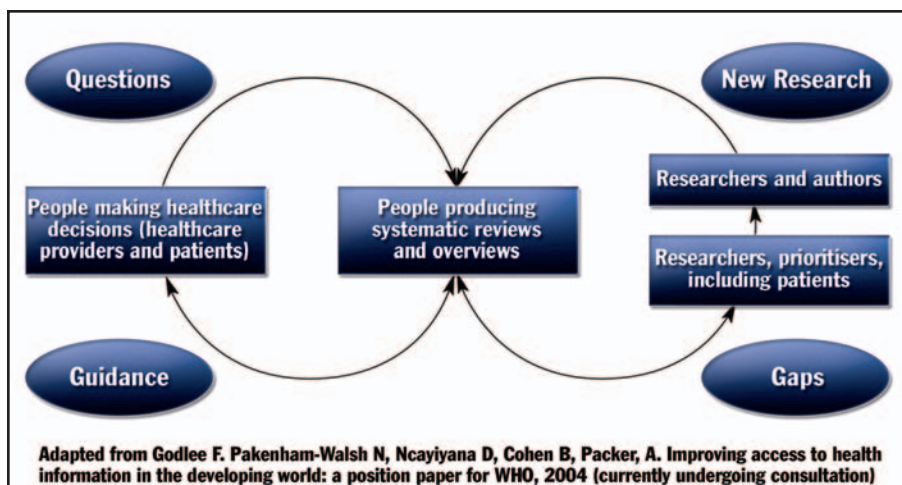 Questions
New Research
People making healthcare
decisions (healthcare
providers and patients)
People producing
systematic reviews
and overviews
Researchers and authors
Researchers, prioritisers,
including patients
Guidance
Gaps
Adapted from Godlee F. Pakenham-Walsh N, Ncayiyana D, Cohen B, Packer, A. Improving access to health
information in the developing world: a position paper for WHO, 2004 (currently undergoing consultation)